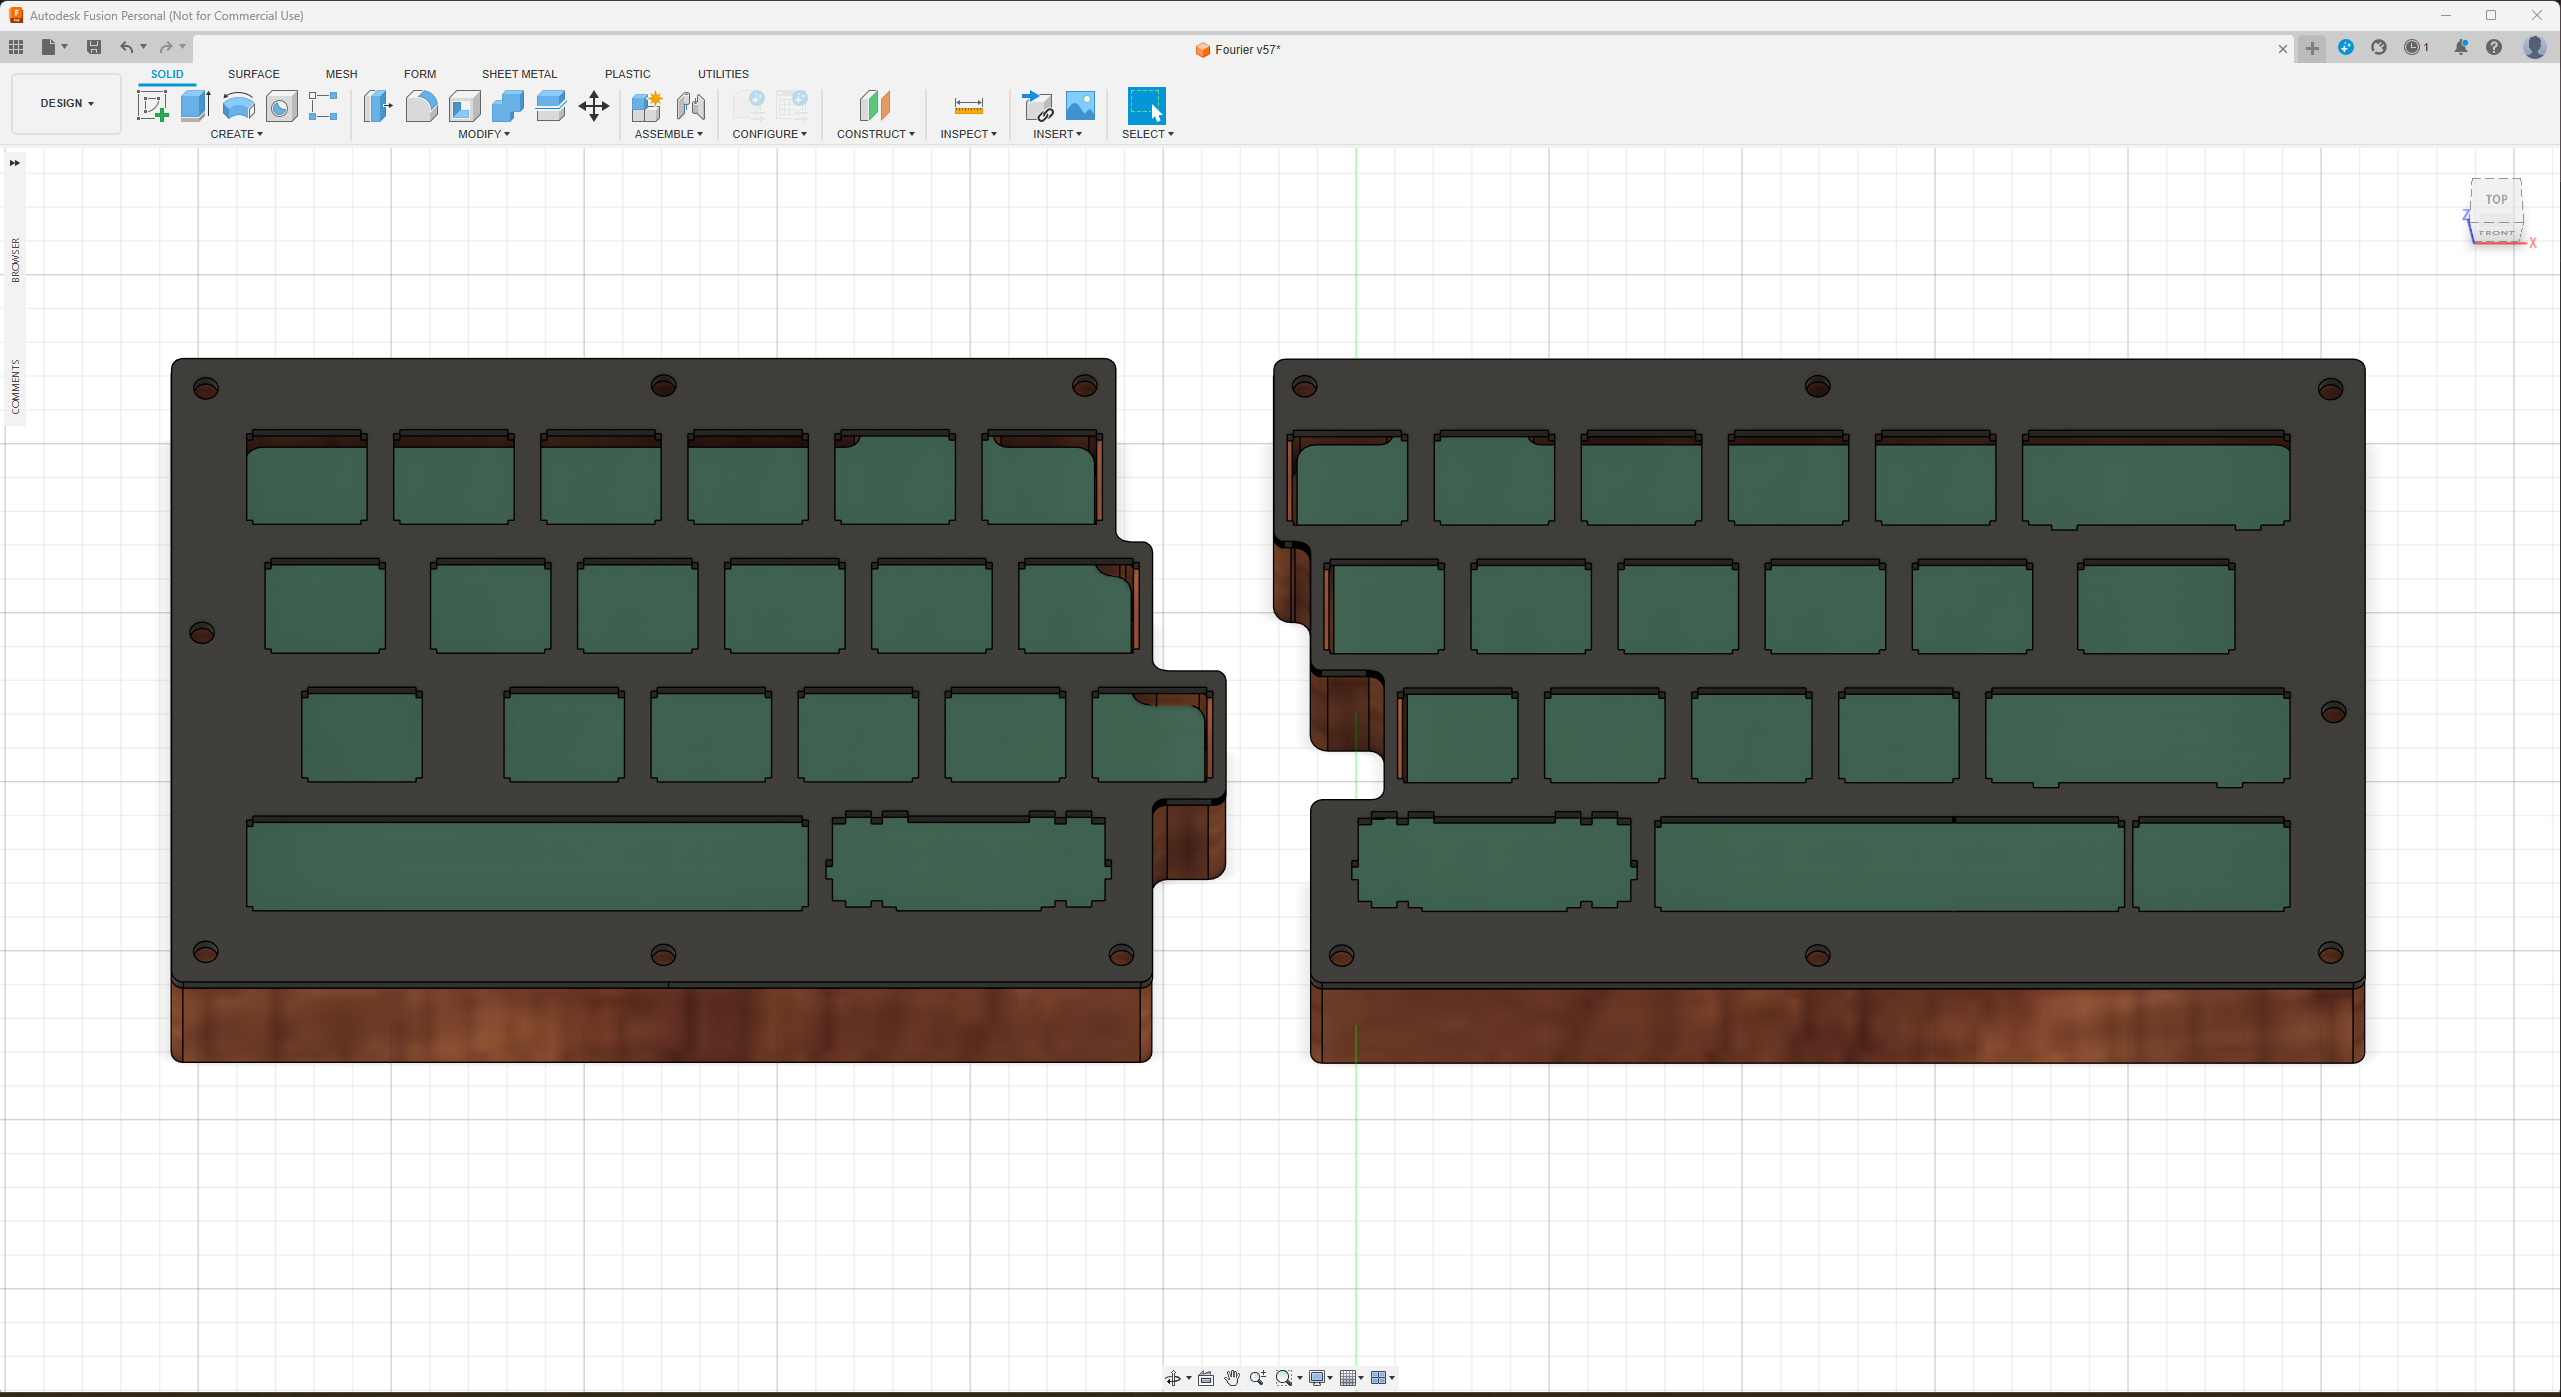 Autodesk Fusion Personal (Not for Commercial Use)
Fourier v57*
1
DESIGN
SOLID SURFACE MESH FORM SHEET METAL PLASTIC UTILITIES
CREATE MODIFY ASSEMBLE CONFIGURE CONSTRUCT INSPECT INSERT SELECT
BROWSER
COMMENTS
TOP
FRONT
Z
X